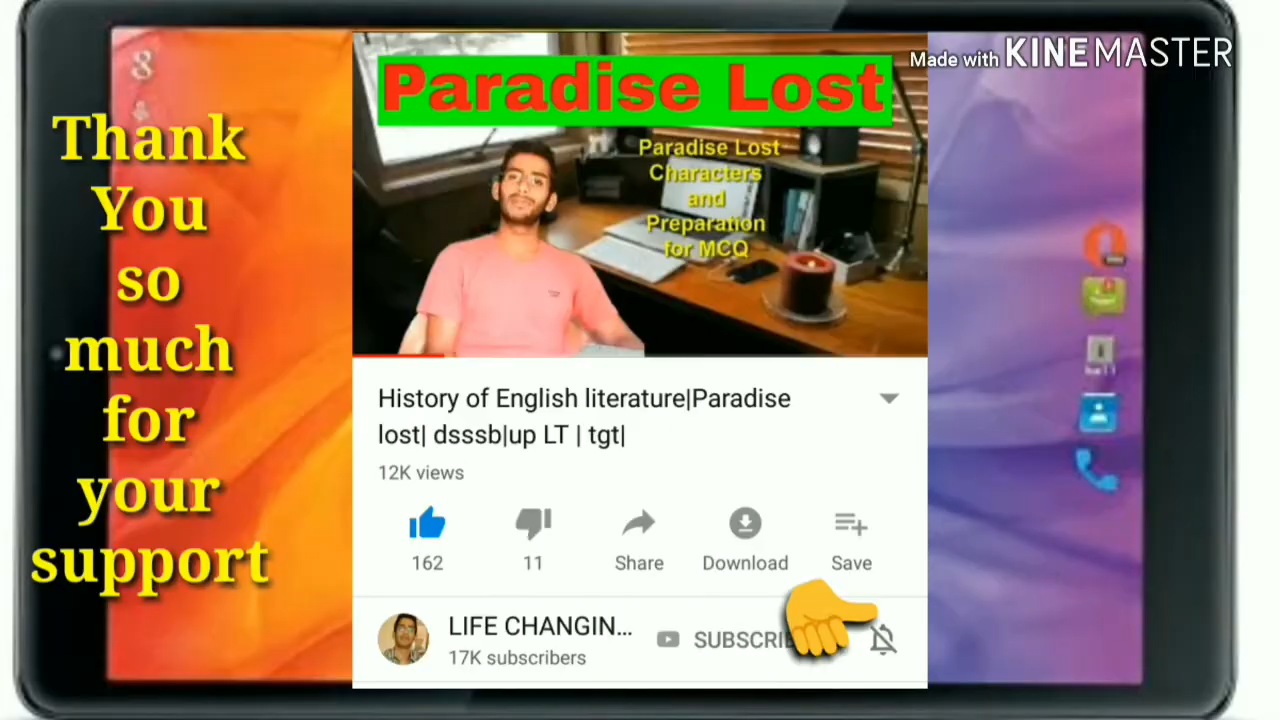 Thank
You
so
much
for
your
support
Made with KINEMASTER
Paradise Lost
Paradise Lost
Characters
and
Preparation
for MCQ
History of English literature|Paradise
lost| dsssb|up LT | tgt|
12K views
162
11
Share
Download
Save
LIFE CHANGIN...
17K subscribers
SUBSCRIB